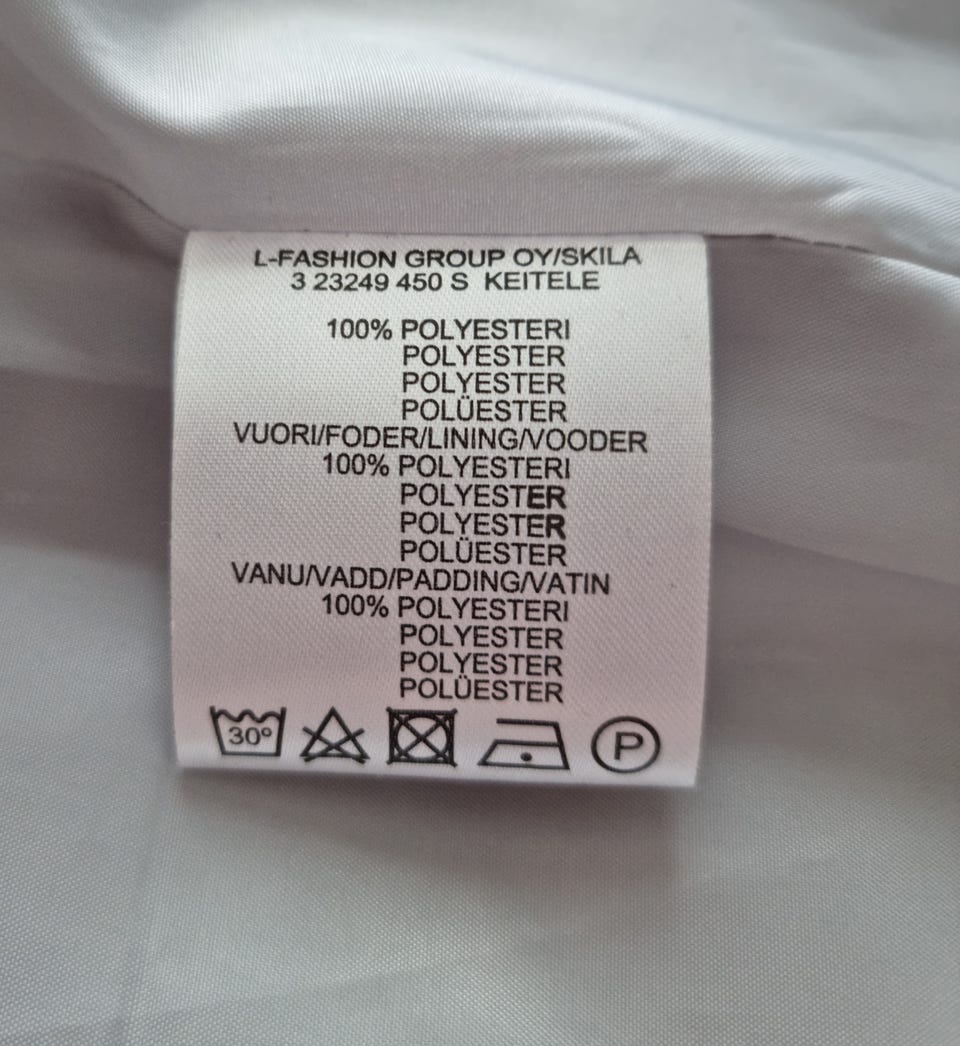 L-FASHION GROUP OY/SKILA
3 23249 450 S KEITELE
100% POLYESTERI
POLYESTER
POLYESTER
POLÜESTER
VUORI/FODER/LINING/VOODER
100% POLYESTERI
POLYESTER
POLYESTER
POLÜESTER
VANU/VADD/PADDING/VATIN
100% POLYESTERI
POLYESTER
POLYESTER
POLÜESTER
30° P